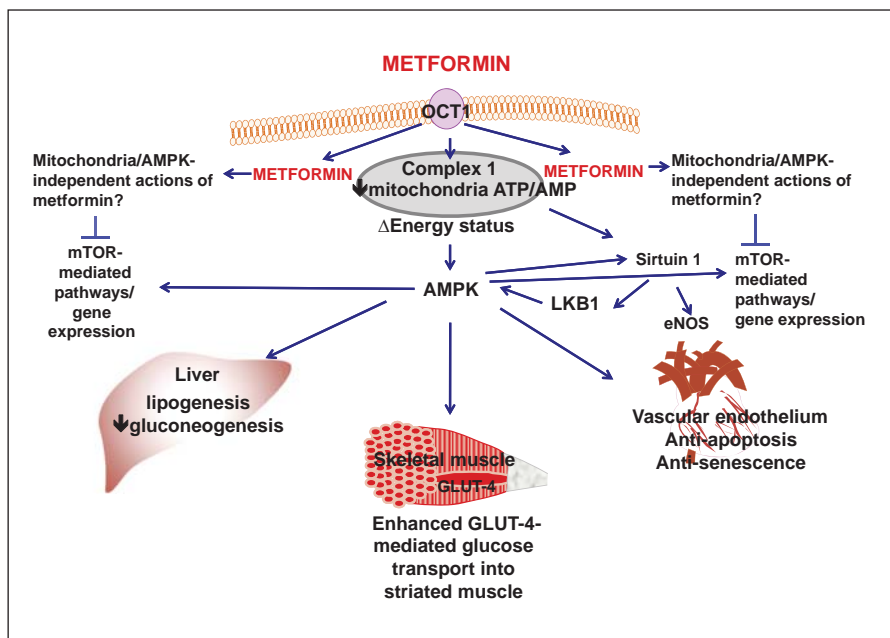 METFORMIN
OCT1
Mitochondria/AMPK-
independent actions of
metformin?
METFORMIN
Complex 1
mitochondria ATP/AMP
METFORMIN
Mitochondria/AMPK-
independent actions of
metformin?
ΔEnergy status
mTOR-
mediated
pathways/
gene
expression
AMPK
Sirtuin 1
LKB1
eNOS
mTOR-
mediated
pathways/
gene expression
Liver
lipogenesis
gluconeogenesis
Skeletal muscle
GLUT-4
Enhanced GLUT-4-
mediated glucose
transport into
striated muscle
Vascular endothelium
Anti-apoptosis
Anti-senescence